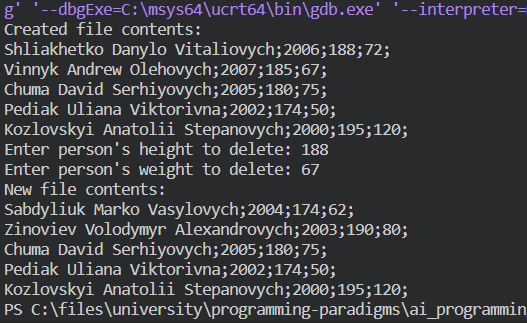 g' '--dbgExe=C:\msys64\ucrt64\bin\gdb.exe' '--interpreter=
Created file contents:
Shliakhetko Danylo Vitaliovych;2006;188;72;
Vinnyk Andrew Olehovych;2007;185;67;
Chuma David Serhiyovych;2005;180;75;
Pediak Uliana Viktorivna;2002;174;50;
Kozlovskyi Anatolii Stepanovych;2000;195;120;
Enter person's height to delete: 188
Enter person's weight to delete: 67
New file contents:
Sabdyliuk Marko Vasylovych;2004;174;62;
Zinoviev Volodymyr Alexandrovych;2003;190;80;
Chuma David Serhiyovych;2005;180;75;
Pediak Uliana Viktorivna;2002;174;50;
Kozlovskyi Anatolii Stepanovych;2000;195;120;
PS C:\files\university\programming-paradigms\ai_programmin